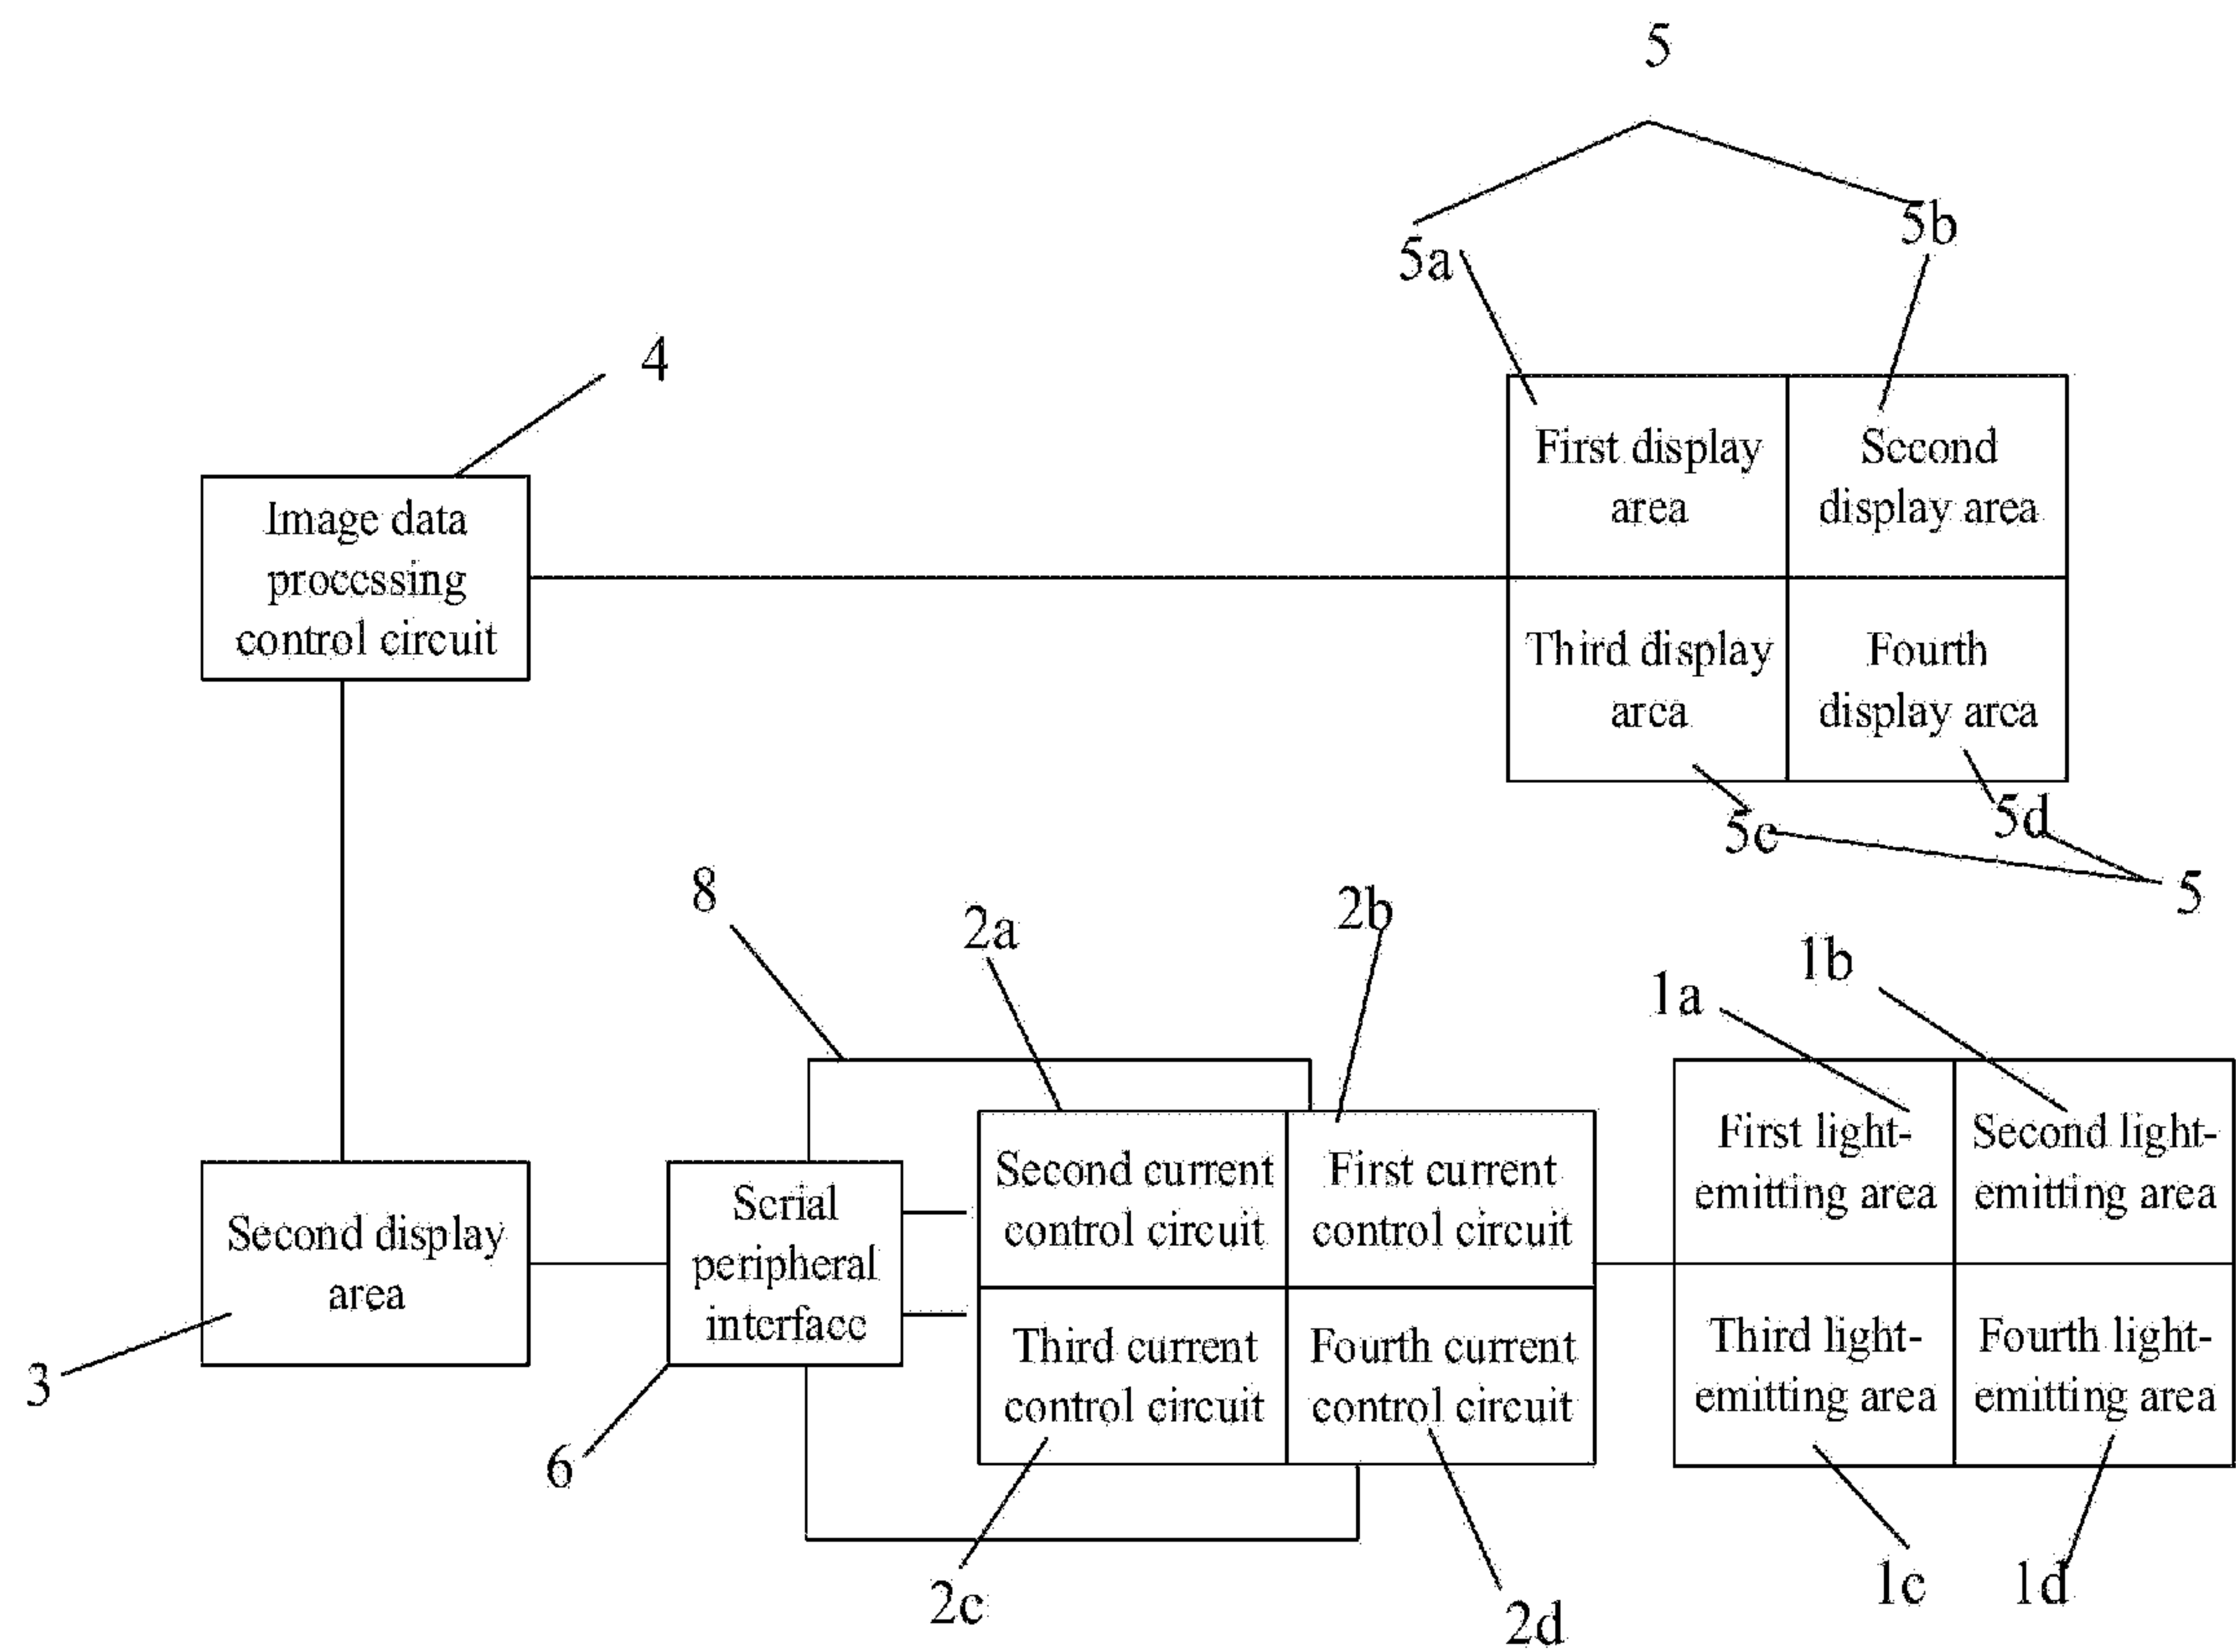 5
5a
5b
4
First display
area
Second
display area
Image data
processing
control circuit
Third display
area
Fourth
display area
5c
5d
5
8
2a
2b
1a
1b
Second display
area
3
Serial
peripheral
interface
6
Second current
control circuit
First current
control circuit
Third current
control circuit
Fourth current
control circuit
First light-
emitting area
Second light-
emitting area
Third light-
emitting area
Fourth light-
emitting area
2c
2d
1c
1d